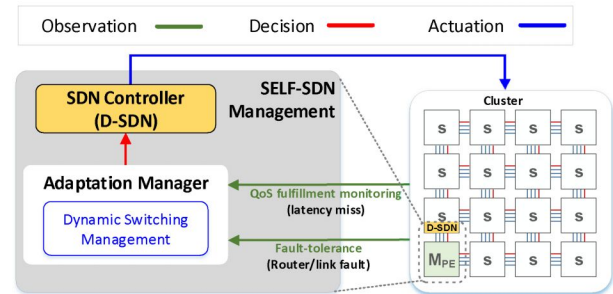 Observation
Decision
Actuation
SDN Controller
(D-SDN)
SELF-SDN
Management
Adaptation Manager
Dynamic Switching
Management
QoS fulfillment monitoring
(latency miss)
Fault-tolerance
(Router/link fault)
Cluster
S S S S
S S S S
S S S S
D-SDN
MPE S S S